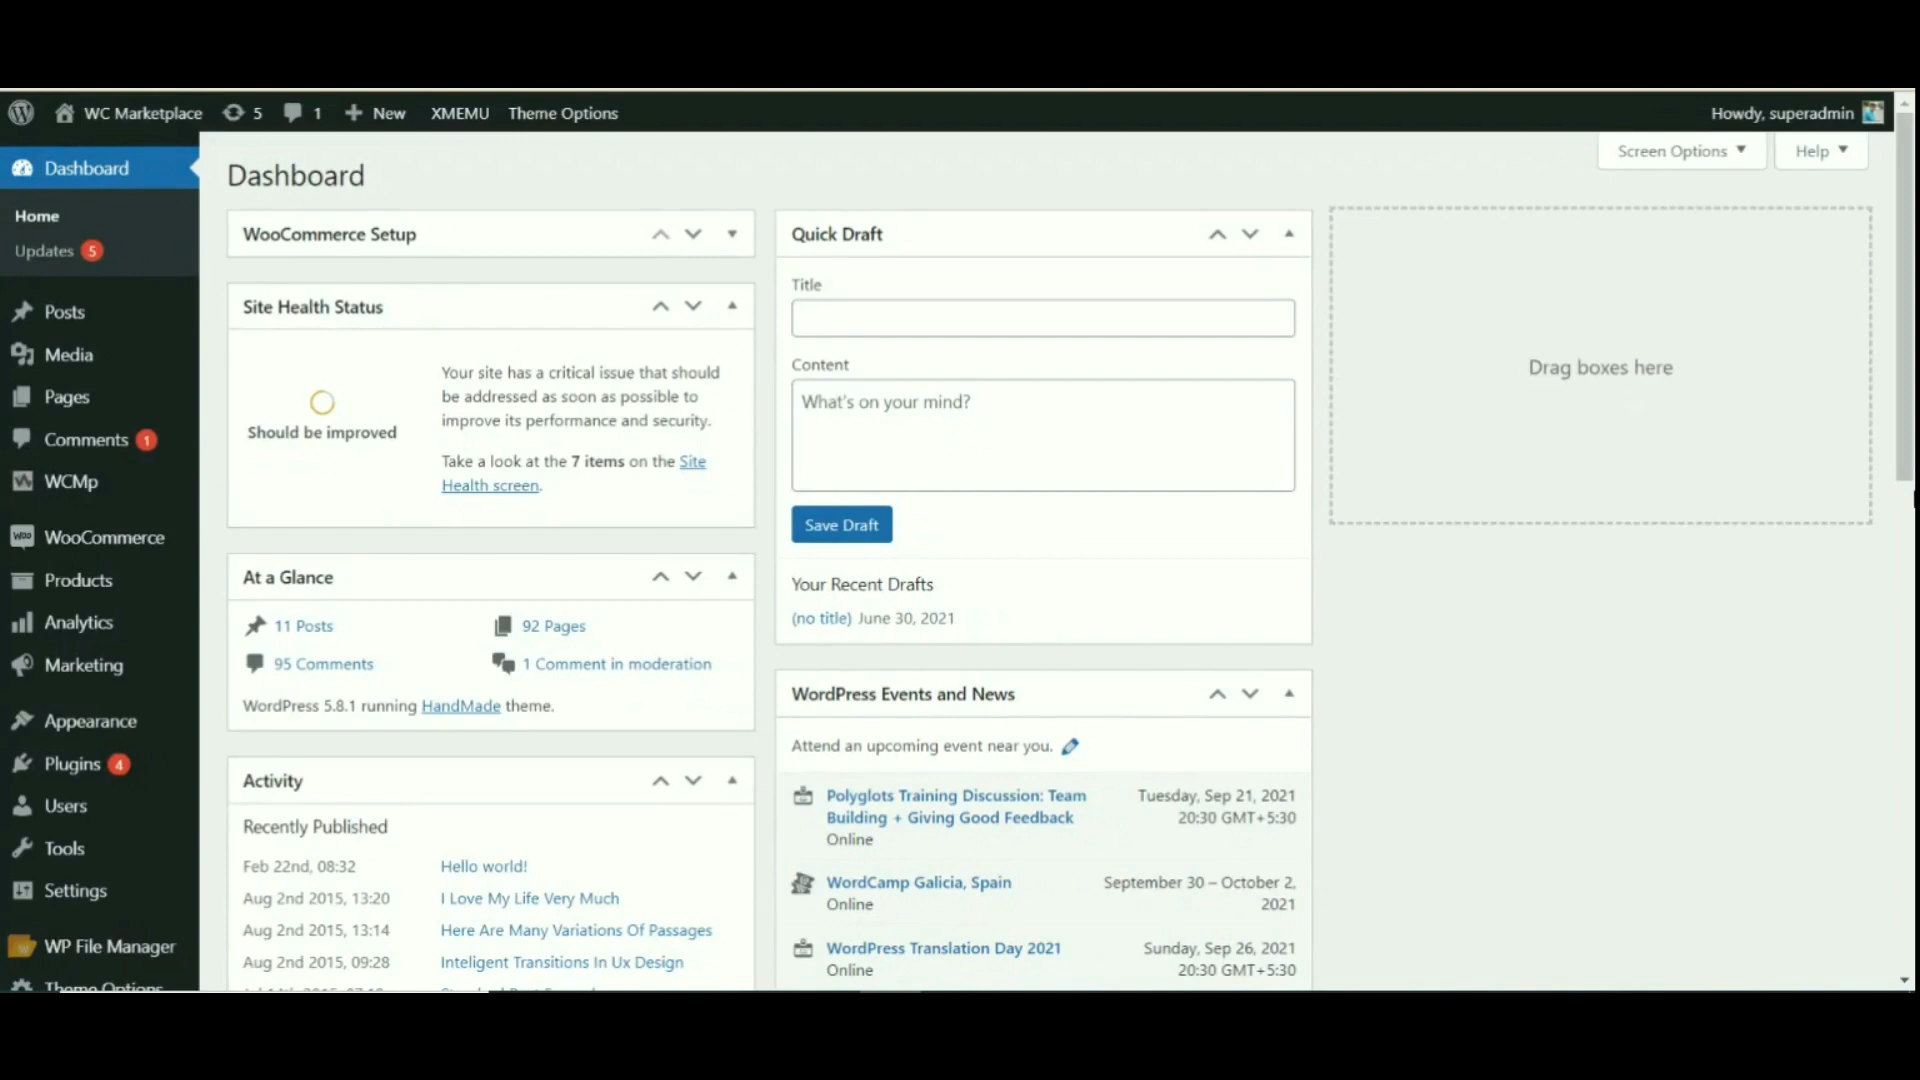 WC Marketplace 5 1 New XMEMU Theme Options Howdy, superadmin
Dashboard
Home
Updates 5
Posts
Media
Pages
Comments 1
WCMp
WooCommerce
Products
Analytics
Marketing
Appearance
Plugins 4
Users
Tools
Settings
WP File Manager
Theme Options
Screen Options Help
Dashboard
WooCommerce Setup
Site Health Status
Should be improved
Your site has a critical issue that should
be addressed as soon as possible to
improve its performance and security.
Take a look at the 7 items on the Site
Health screen.
At a Glance
11 Posts 92 Pages
95 Comments 1 Comment in moderation
WordPress 5.8.1 running HandMade theme.
Activity
Recently Published
Feb 22nd, 08:32 Hello world!
Aug 2nd 2015, 13:20 I Love My Life Very Much
Aug 2nd 2015, 13:14 Here Are Many Variations Of Passages
Aug 2nd 2015, 09:28 Inteligent Transitions In Ux Design
Quick Draft
Title
Content
What's on your mind?
Save Draft
Your Recent Drafts
(no title) June 30, 2021
WordPress Events and News
Attend an upcoming event near you.
Polyglots Training Discussion: Team Tuesday, Sep 21, 2021
Building + Giving Good Feedback 20:30 GMT+5:30
Online
WordCamp Galicia, Spain September 30 – October 2,
Online 2021
WordPress Translation Day 2021 Sunday, Sep 26, 2021
Online 20:30 GMT+5:30
Drag boxes here